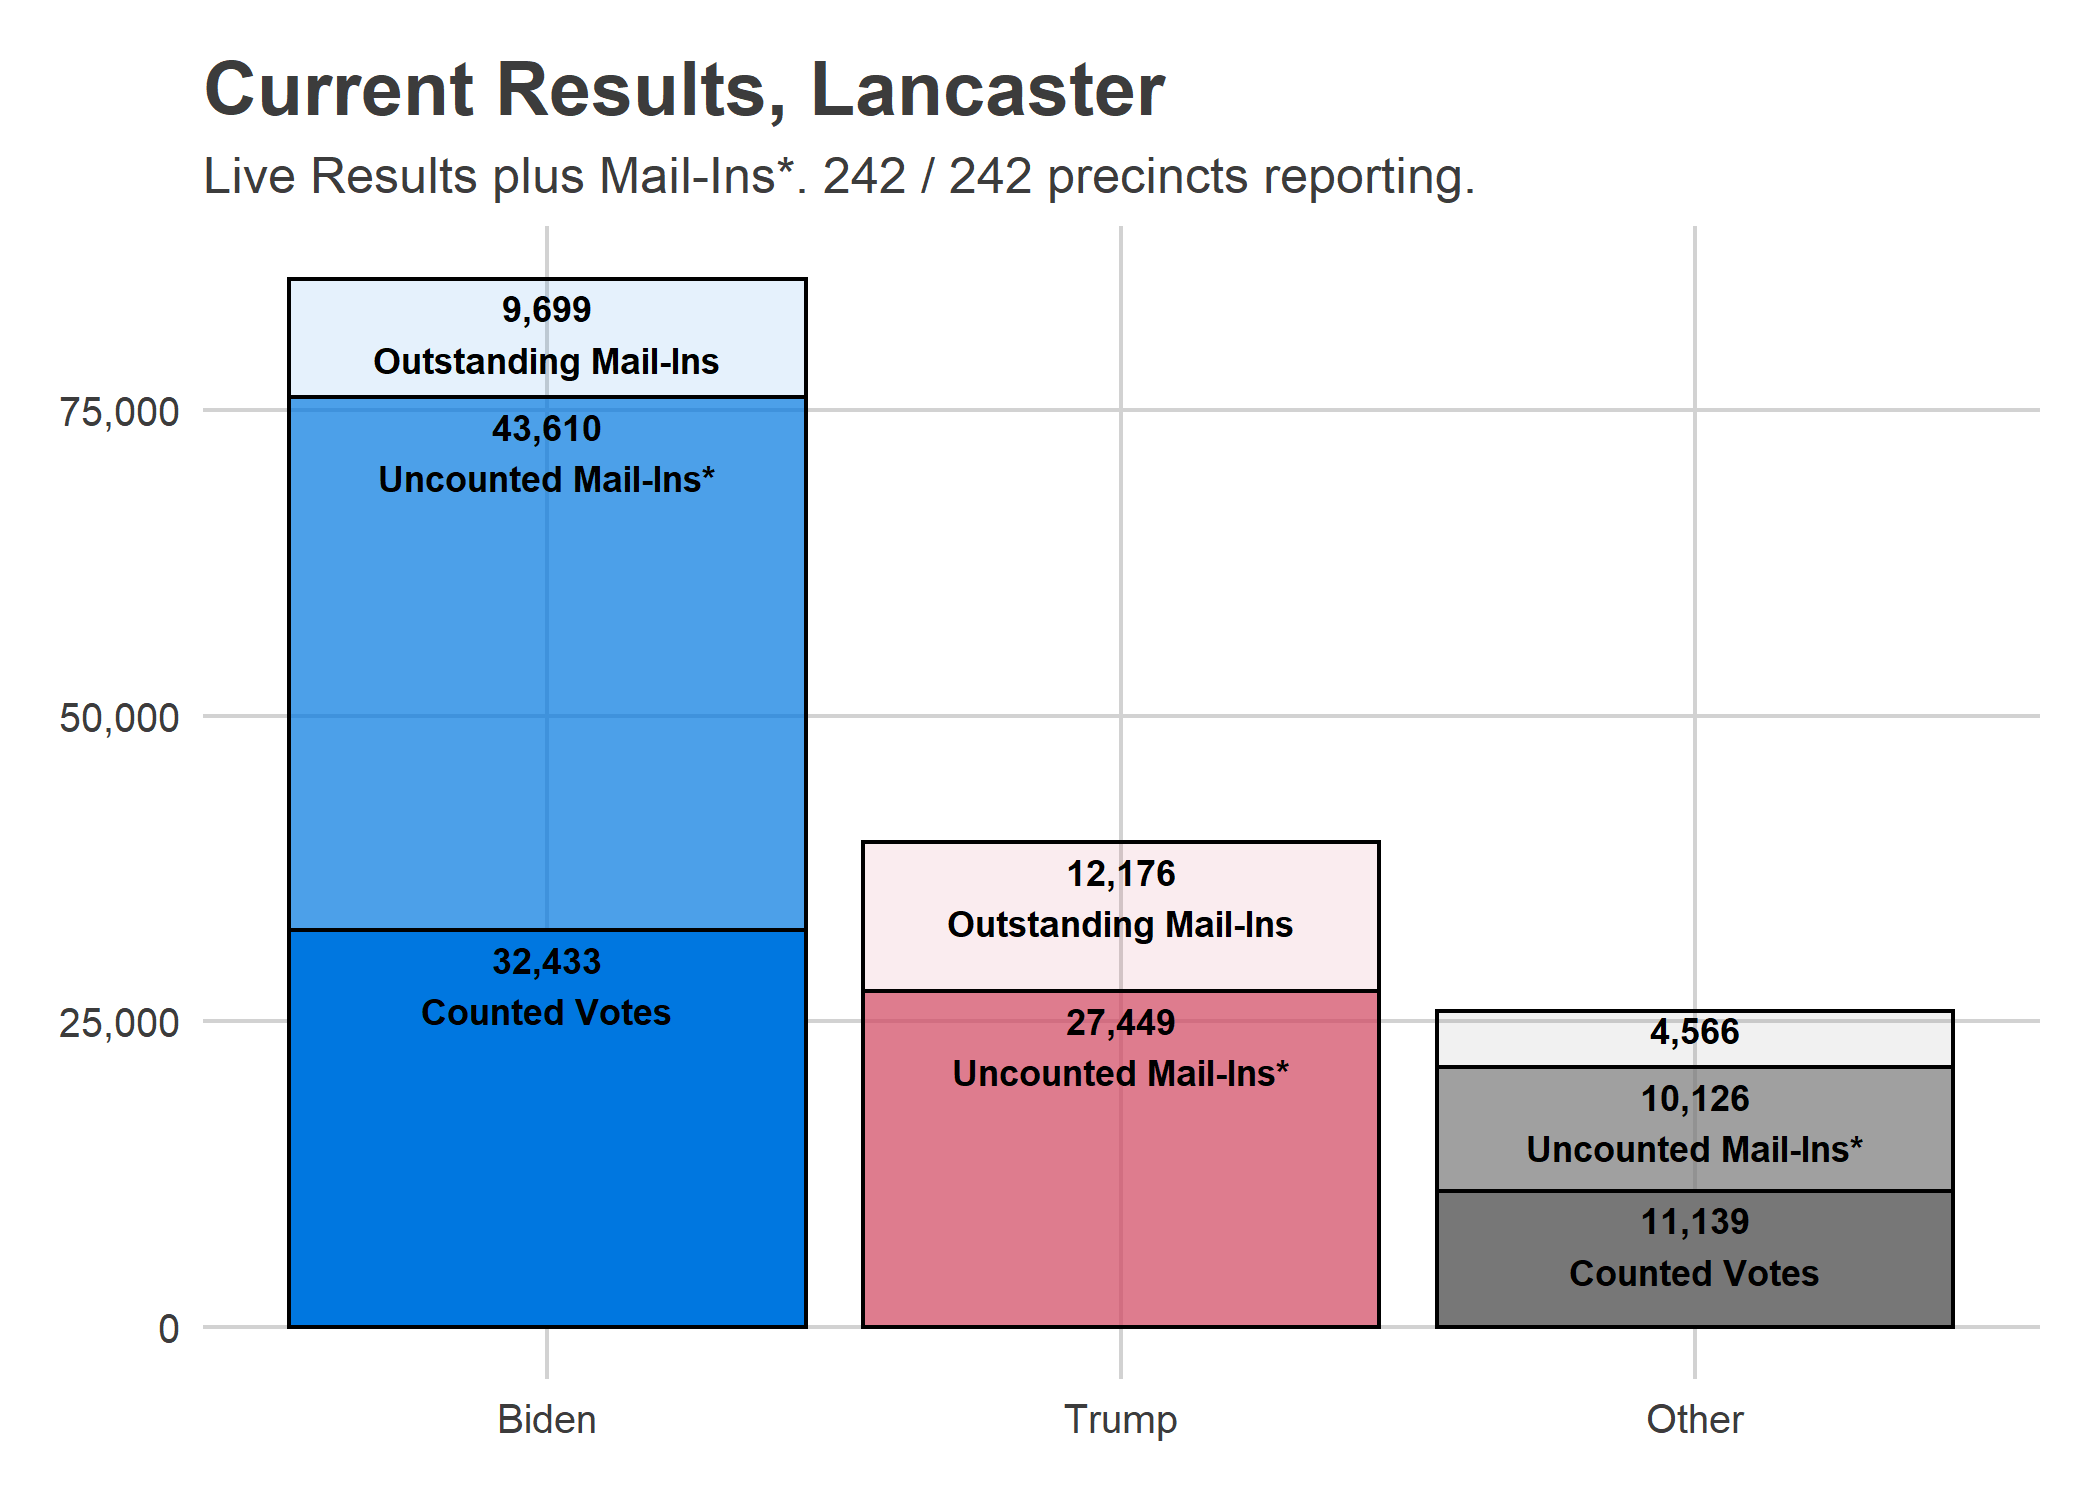 Current Results, Lancaster
Live Results plus Mail-Ins*. 242 / 242 precincts reporting.
9,699
Outstanding Mail-Ins
75,000
43,610
Uncounted Mail-Ins*
50,000
12,176
Outstanding Mail-Ins
32,433
Counted Votes
25,000
27,449
Uncounted Mail-Ins*
4,566
10,126
Uncounted Mail-Ins*
11,139
Counted Votes
0
Biden
Trump
Other